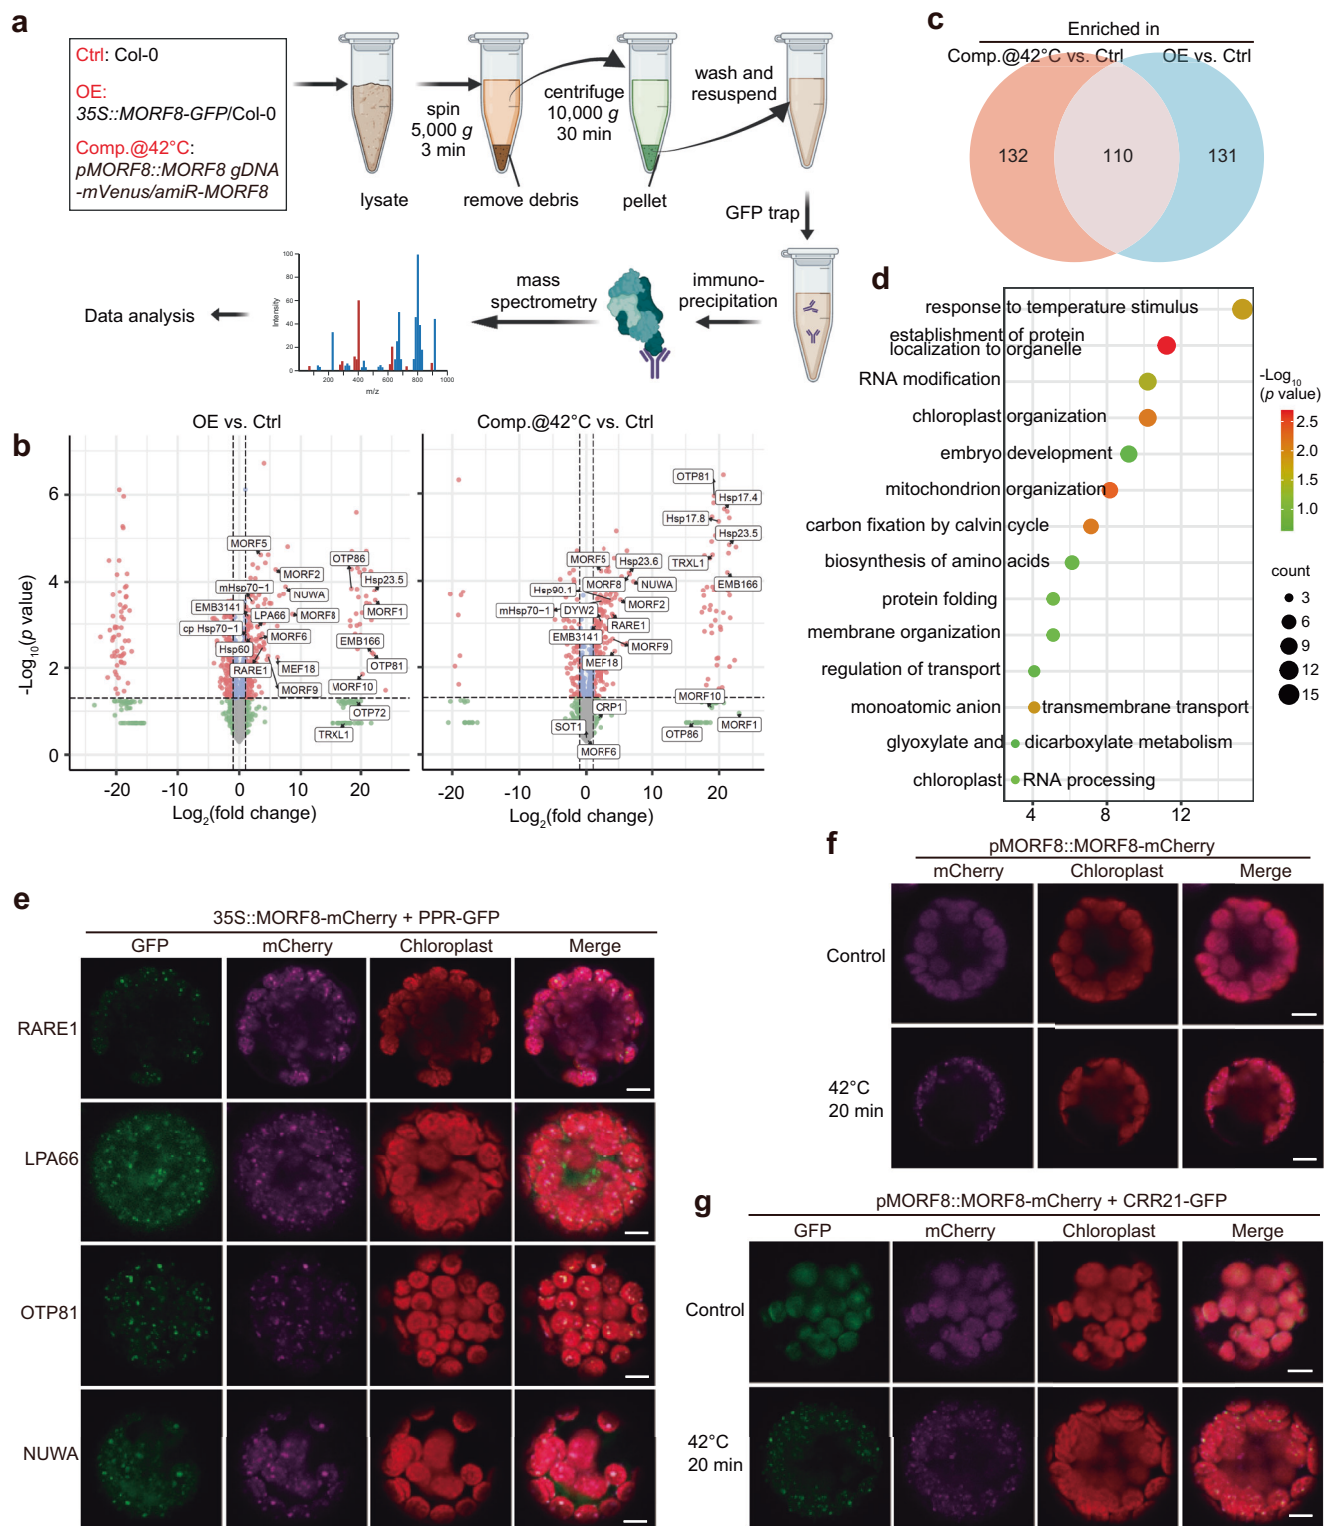 a
Ctrl: Col-0
OE:
35S::MORF8-GFP/Col-0
Comp.@42°C:
pMORF8::MORF8 gDNA
-mVenus/amiR-MORF8
spin
5,000 g
3 min
centrifuge
10,000 g
30 min
wash and
resuspend
lysate
remove debris
pellet
GFP trap
immuno-
precipitation
mass
spectrometry
Data analysis
Intensity
100
80
60
40
20
0
200
400
600
800
1000
m/z
b
OE vs. Ctrl
-Log10(p value)
6
4
2
0
-20
-10
0
10
20
Log2(fold change)
MORF5
OTP86
MORF2
Hsp23.5
mHsp70-1
NUWA
EMB3141
LPA66
MORF8
MORF1
cp Hsp70-1
MORF6
EMB166
Hsp60
RARE1
MEF18
OTP81
MORF9
MORF10
OTP72
TRXL1
Comp.@42°C vs. Ctrl
-20
-10
0
10
20
Log2(fold change)
OTP81
Hsp17.4
Hsp17.8
Hsp23.5
MORF5
Hsp23.6
TRXL1
Hsp90.1
MORF8
NUWA
EMB166
mHsp70-1
DYW2
MORF2
RARE1
EMB3141
MORF9
MEF18
MORF10
CRP1
SOT1
MORF1
OTP86
MORF6
c
Enriched in
Comp.@42°C vs. Ctrl
OE vs. Ctrl
132
110
131
d
response to temperature stimulus
establishment of protein
localization to organelle
RNA modification
chloroplast organization
embryo development
mitochondrion organization
carbon fixation by calvin cycle
biosynthesis of amino acids
protein folding
membrane organization
regulation of transport
monoatomic anion transmembrane transport
glyoxylate and dicarboxylate metabolism
chloroplast RNA processing
4
8
12
-Log10
(p value)
2.5
2.0
1.5
1.0
count
3
6
9
12
15
e
35S::MORF8-mCherry + PPR-GFP
GFP
mCherry
Chloroplast
Merge
RARE1
LPA66
OTP81
NUWA
f
pMORF8::MORF8-mCherry
mCherry
Chloroplast
Merge
Control
42°C
20 min
g
pMORF8::MORF8-mCherry + CRR21-GFP
GFP
mCherry
Chloroplast
Merge
Control
42°C
20 min